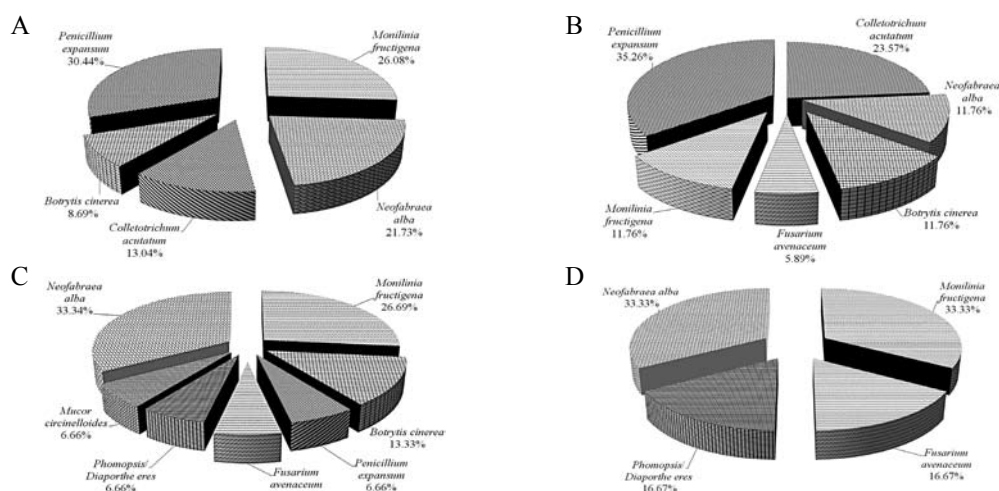 A
Penicillium
expansum
30.44%
Monilinia
fructigena
26.08%
Botrytis cinerea
8.69%
Colletotrichum
acutatum
13.04%
Neofabraea
alba
21.73%
B
Penicillium
expansum
35.26%
Colletotrichum
acutatum
23.57%
Neofabraea
alba
11.76%
Monilinia
fructigena
11.76%
Fusarium
avenaceum
5.89%
Botrytis cinerea
11.76%
C
Neofabraea
alba
33.34%
Monilinia
fructigena
26.69%
Mucor
circinelloides
6.66%
Phomopsis/
Diaporthe eres
6.66%
Fusarium
avenaceum
Penicillium
expansum
6.66%
Botrytis cinerea
13.33%
D
Neofabraea alba
33.33%
Monilinia
fructigena
33.33%
Phomopsis/
Diaporthe eres
16.67%
Fusarium
avenaceum
16.67%